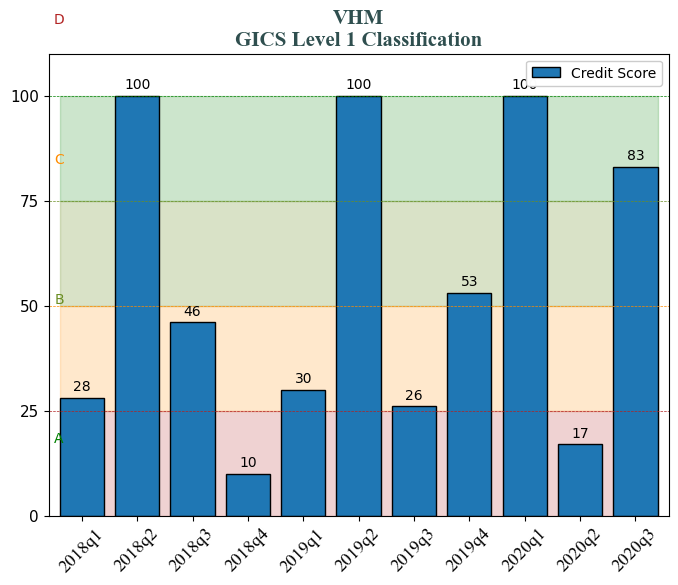 D
VHM
GICS Level 1 Classification
Credit Score
100
100
100
100
C
83
75
B
53
50
46
28
30
26
25
A
17
10
0
2018q1
2018q2
2018q3
2018q4
2019q1
2019q2
2019q3
2019q4
2020q1
2020q2
2020q3